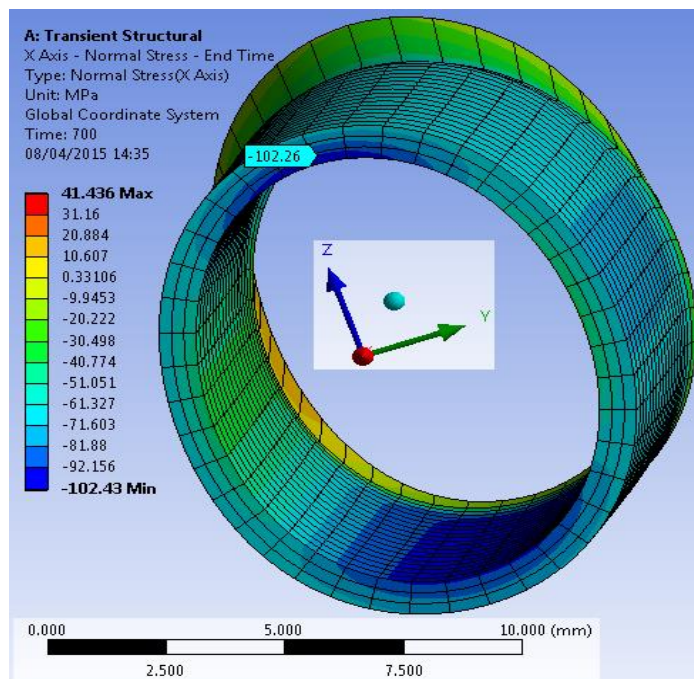 A: Transient Structural
X Axis - Normal Stress - End Time
Type: Normal Stress(X Axis)
Unit: MPa
Global Coordinate System
Time: 700
08/04/2015 14:35
-102.26
41.436 Max
31.16
20.884
10.607
0.33106
-9.9453
-20.222
-30.498
-40.774
-51.051
-61.327
-71.603
-81.88
-92.156
-102.43 Min
Z
Y
0.000 5.000 10.000 (mm)
2.500 7.500